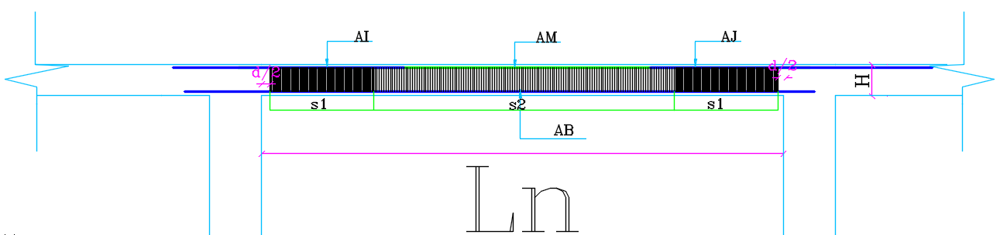 AI AM AJ
d/2 d/2
H
s1 s2 s1
AB
Ln